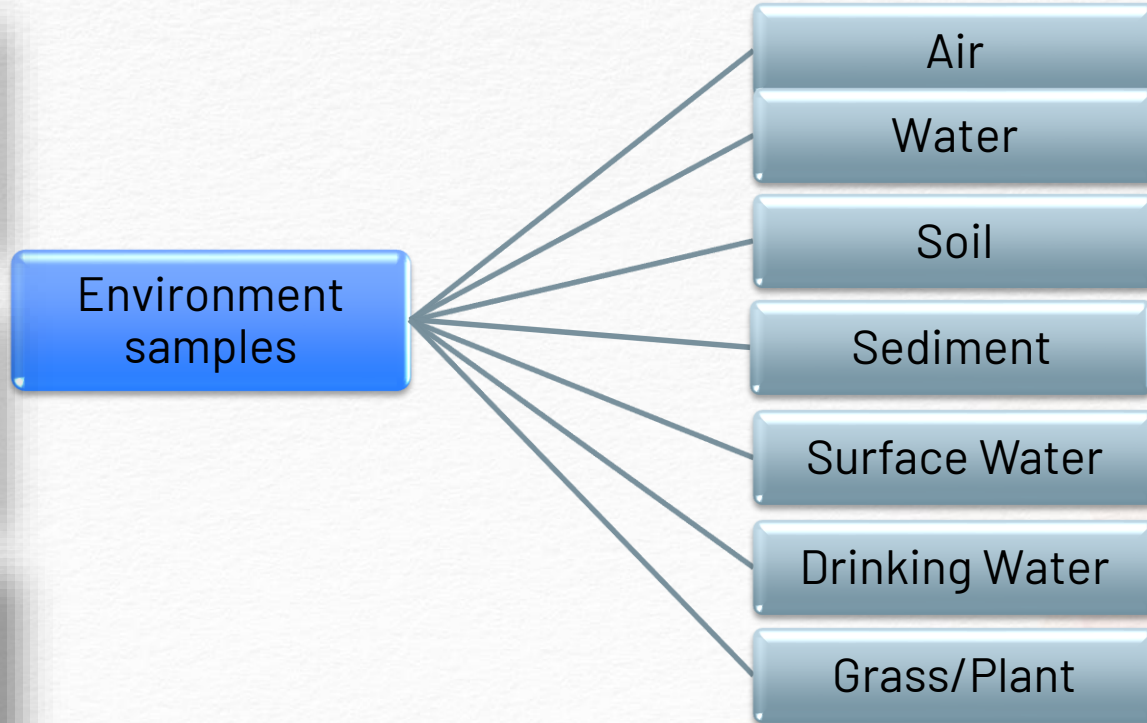 Environment
samples
Air
Water
Soil
Sediment
Surface Water
Drinking Water
Grass/Plant